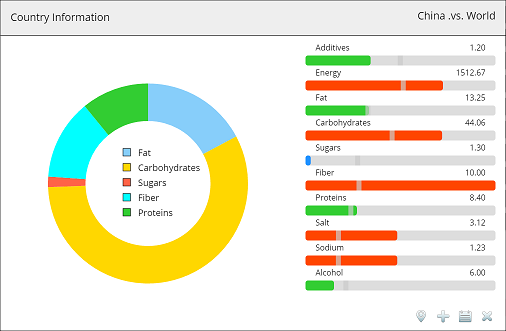 Country Information
China .vs. World
Additives 1.20
Energy 1512.67
Fat 13.25
Carbohydrates 44.06
Sugars 1.30
Fiber 10.00
Proteins 8.40
Salt 3.12
Sodium 1.23
Alcohol 6.00
Fat
Carbohydrates
Sugars
Fiber
Proteins